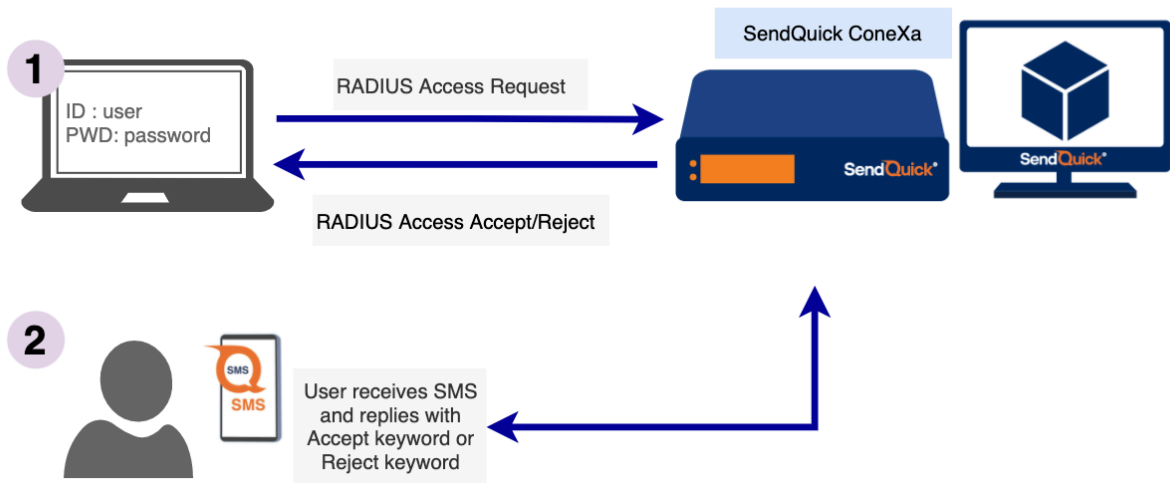 1
ID : user
PWD: password
RADIUS Access Request
RADIUS Access Accept/Reject
SendQuick ConeXa
SendQuick®
SendQuick®
2
SMS
SMS
User receives SMS
and replies with
Accept keyword or
Reject keyword